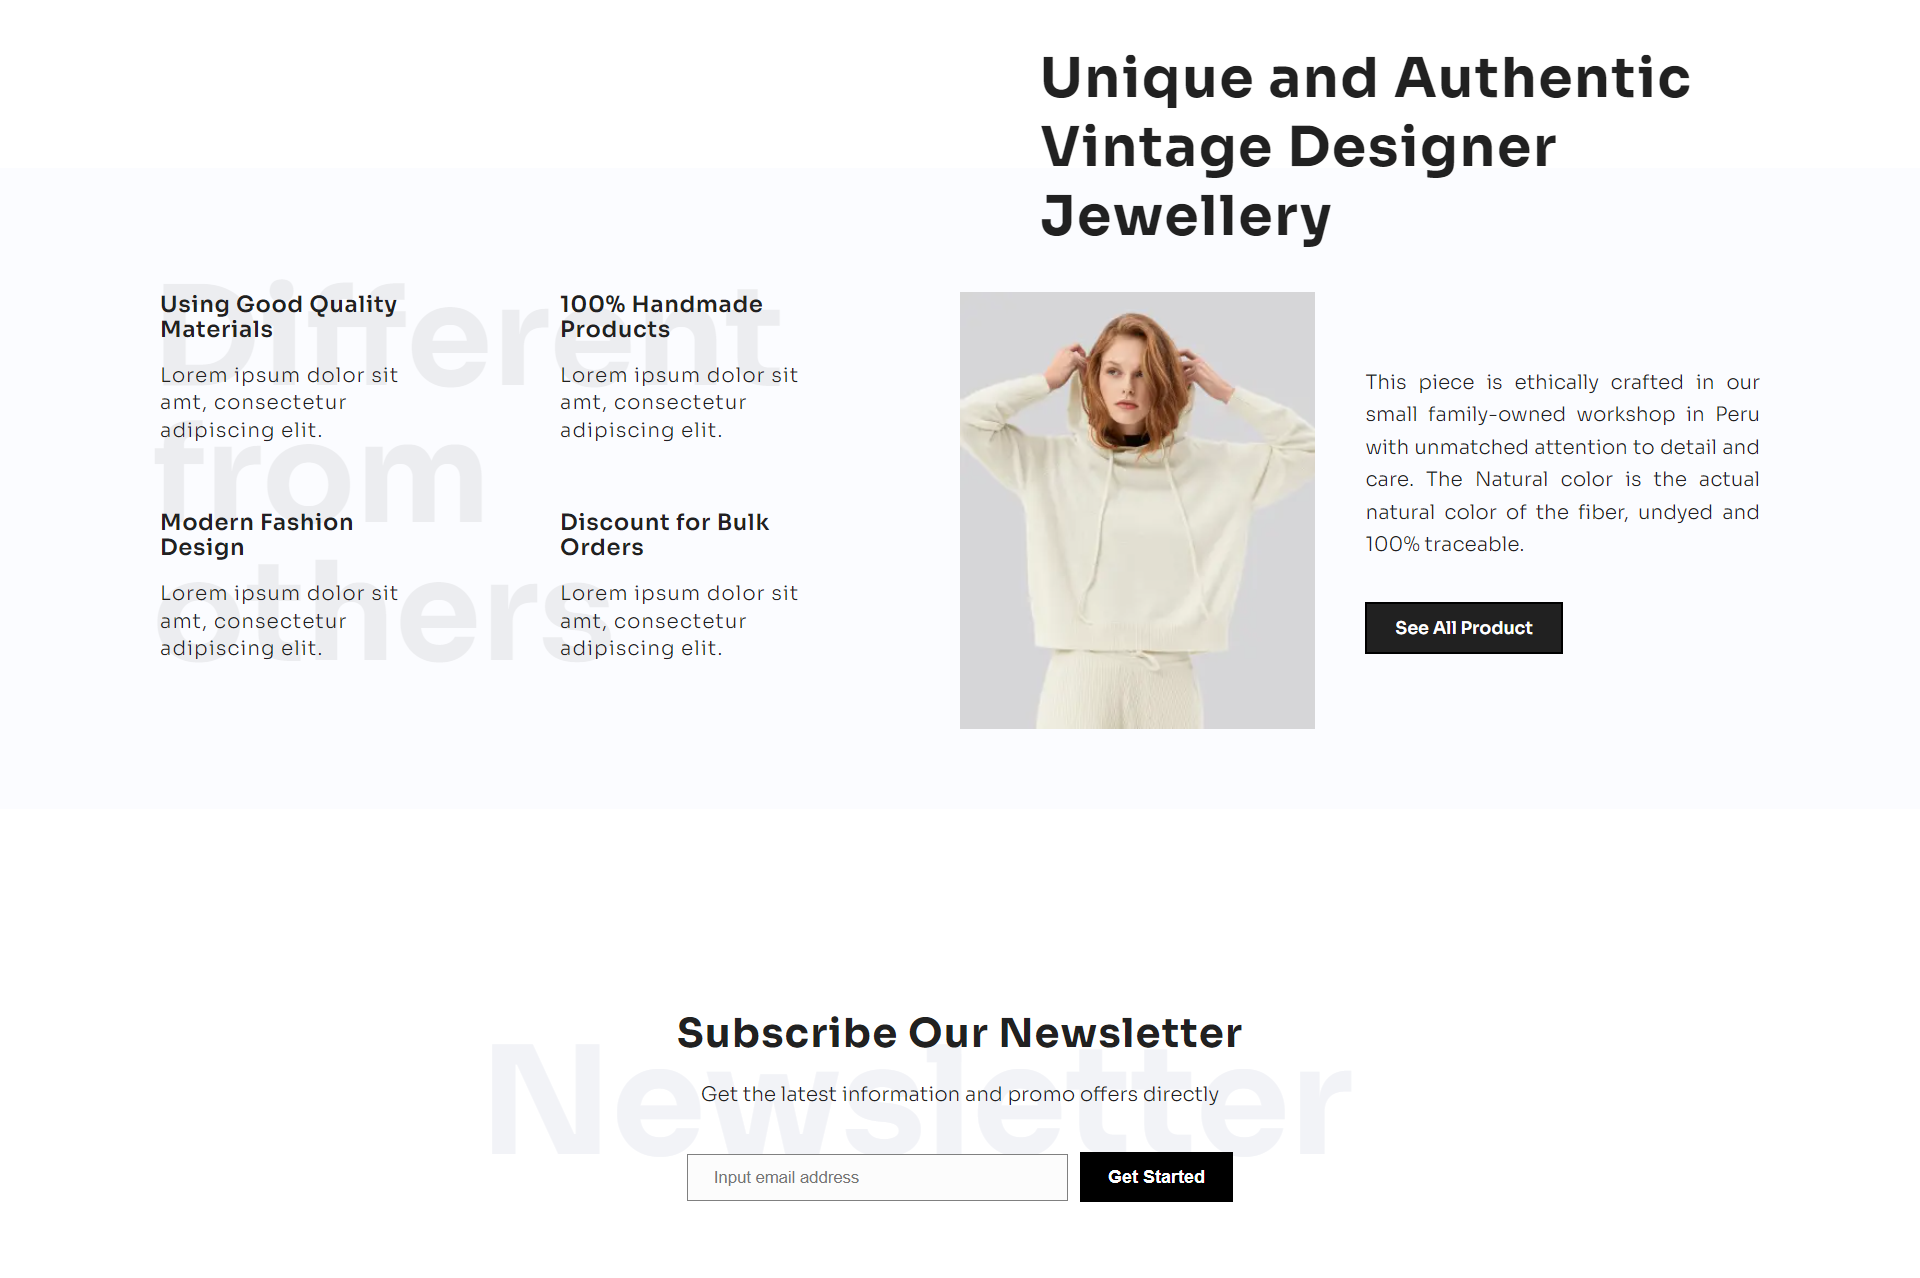 Unique and Authentic
Vintage Designer
Jewellery
Different
from
others
Using Good Quality
Materials
Lorem ipsum dolor sit
amt, consectetur
adipiscing elit.
100% Handmade
Products
Lorem ipsum dolor sit
amt, consectetur
adipiscing elit.
Modern Fashion
Design
Lorem ipsum dolor sit
amt, consectetur
adipiscing elit.
Discount for Bulk
Orders
Lorem ipsum dolor sit
amt, consectetur
adipiscing elit.
This piece is ethically crafted in our
small family-owned workshop in Peru
with unmatched attention to detail and
care. The Natural color is the actual
natural color of the fiber, undyed and
100% traceable.
See All Product
Subscribe Our Newsletter
Newsletter
Get the latest information and promo offers directly
Input email address
Get Started